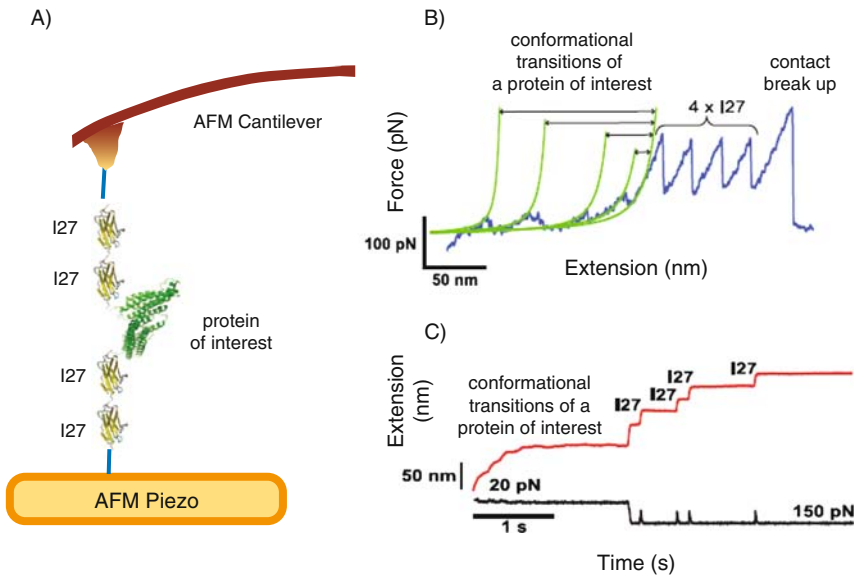 A)
AFM Cantilever
I27
I27
protein
of interest
I27
I27
AFM Piezo
B)
conformational
transitions of
a protein of interest
contact
break up
4 x I27
Force (pN)
100 pN
50 nm
Extension (nm)
C)
conformational
transitions of a
protein of interest
I27
I27
I27
I27
Extension
(nm)
50 nm
20 pN
150 pN
1 s
Time (s)